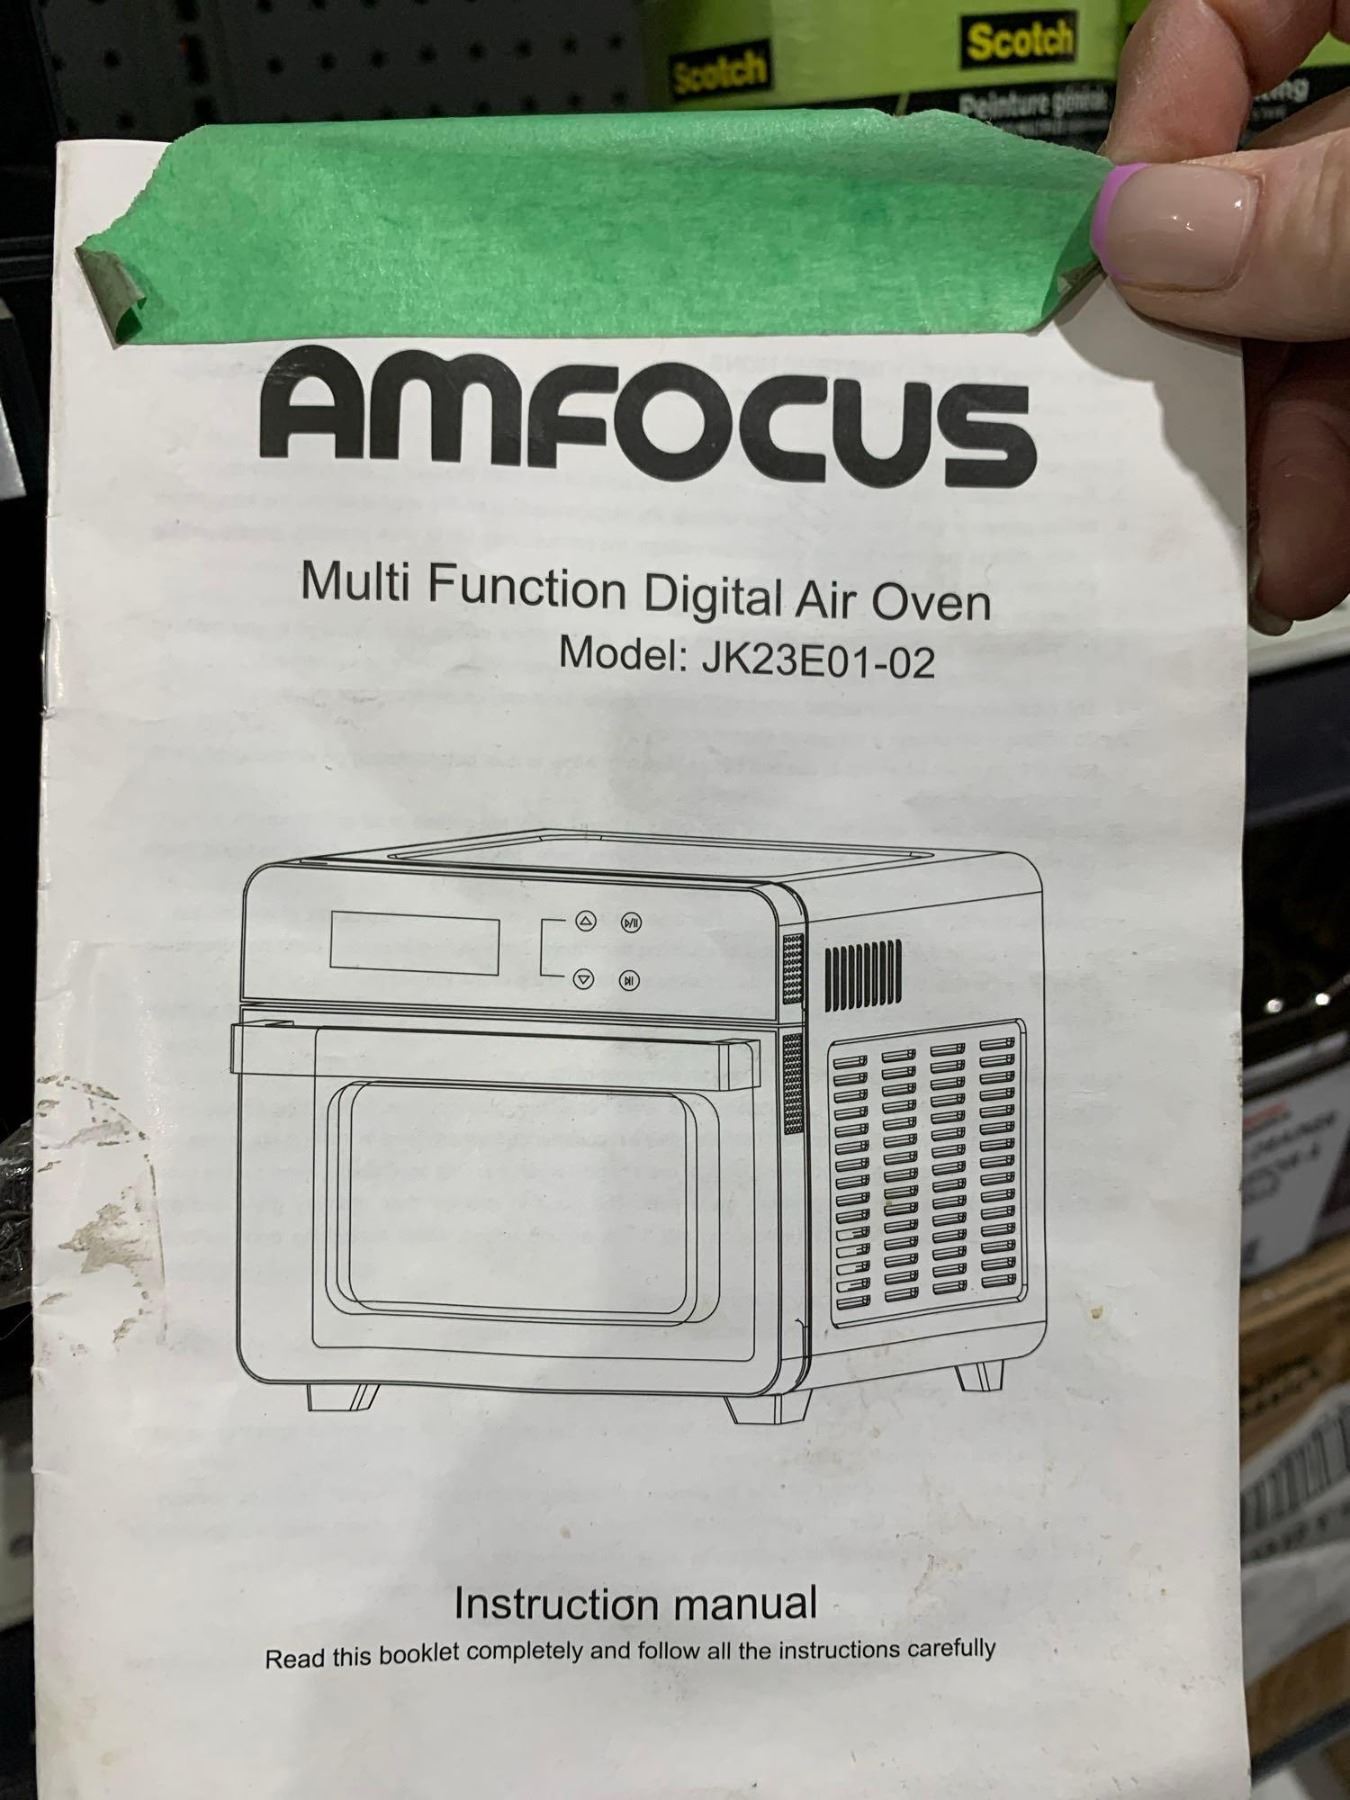 Scotch
Scotch
Peinture
AMFOCUS
Multi Function Digital Air Oven
Model: JK23E01-02
Instruction manual
Read this booklet completely and follow all the instructions carefully